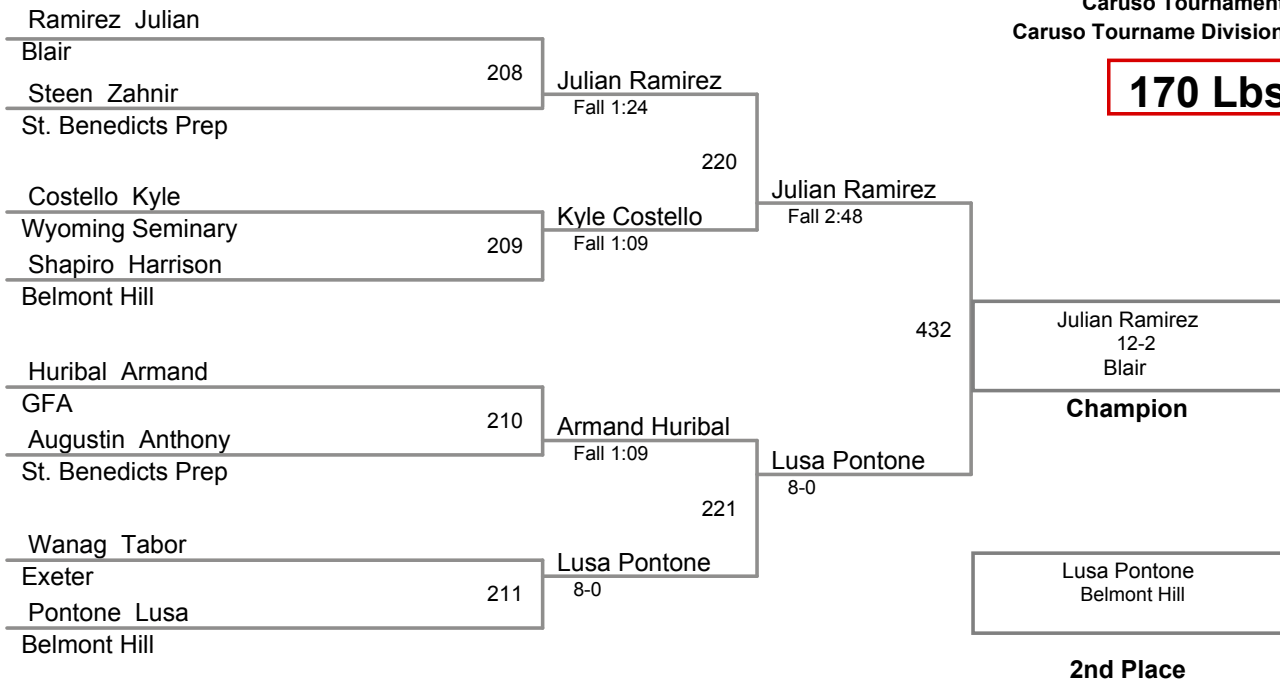 Caruso Tournament
Caruso Tourname Division
170 Lbs
Ramirez Julian
Blair
208
Steen Zahnir
St. Benedicts Prep
Julian Ramirez
Fall 1:24
220
Costello Kyle
Wyoming Seminary
209
Shapiro Harrison
Belmont Hill
Kyle Costello
Fall 1:09
Julian Ramirez
Fall 2:48
432
Huribal Armand
GFA
210
Augustin Anthony
St. Benedicts Prep
Armand Huribal
Fall 1:09
221
Wanag Tabor
Exeter
211
Pontone Lusa
Belmont Hill
Lusa Pontone
8-0
Lusa Pontone
8-0
Julian Ramirez
12-2
Blair
Champion
Lusa Pontone
Belmont Hill
2nd Place